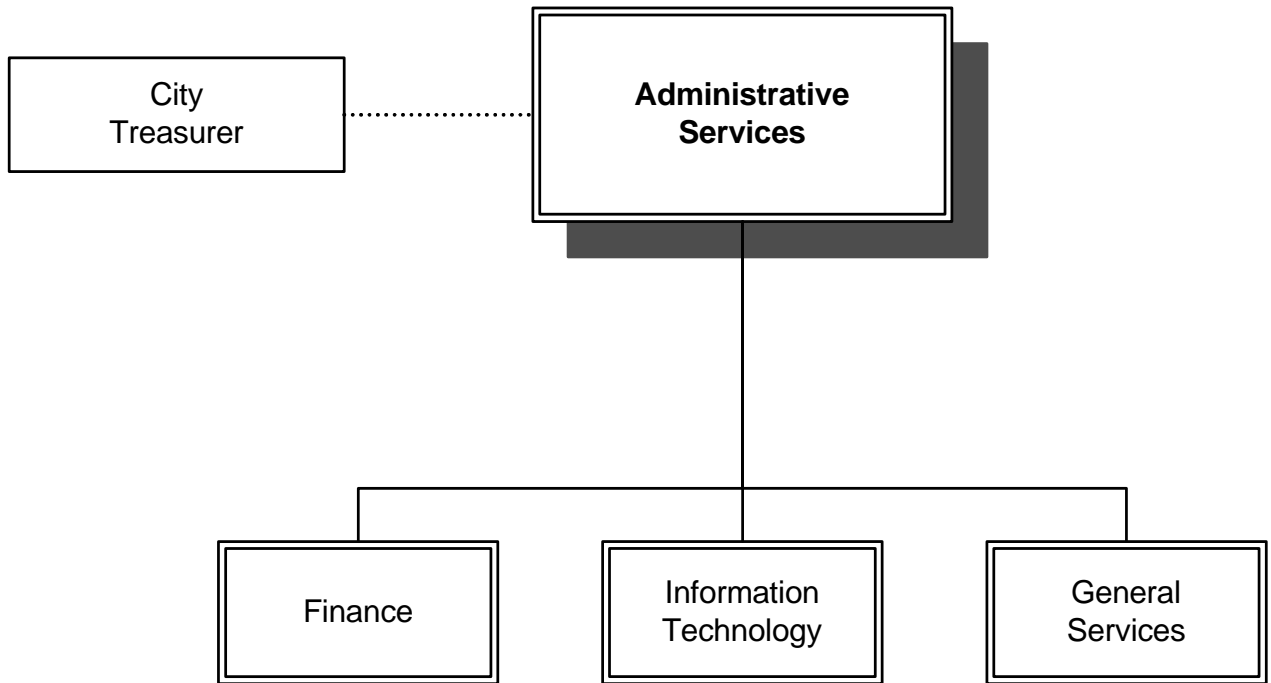 City
Treasurer
Administrative
Services
Finance
Information
Technology
General
Services